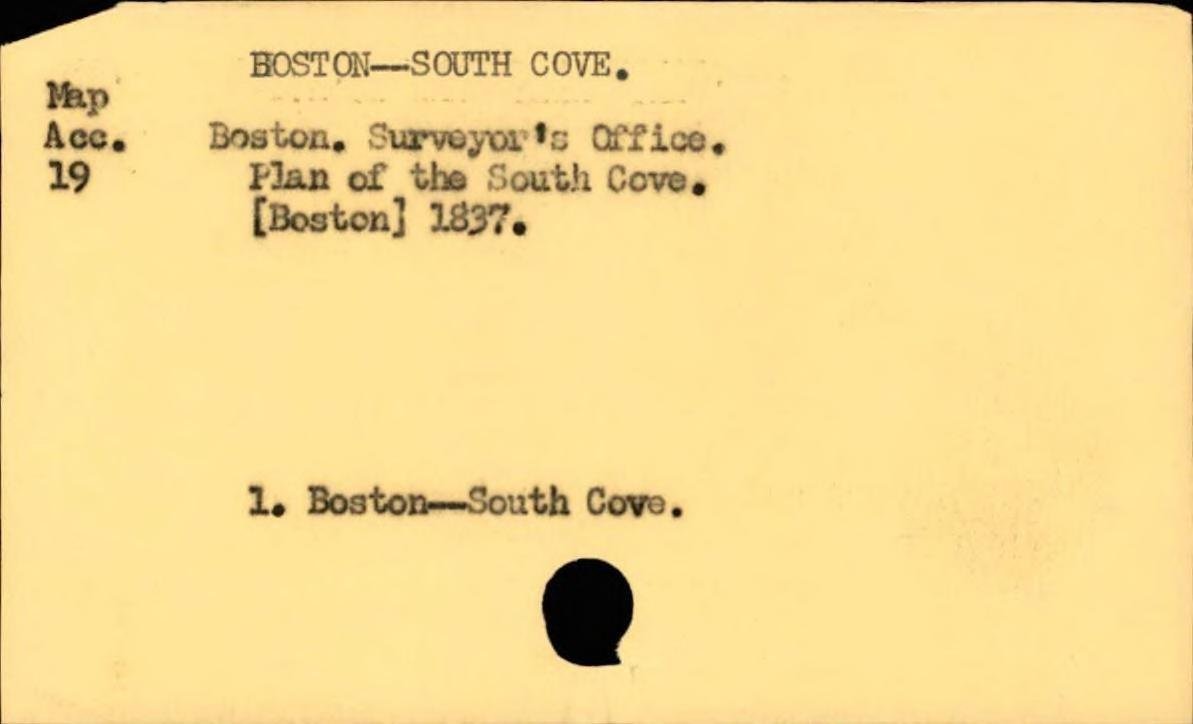 BOSTON—SOUTH COVE.
Map
Acc. Boston. Surveyor's Office.
19 Plan of the South Cove.
[Boston] 1837.
1. Boston—South Cove.